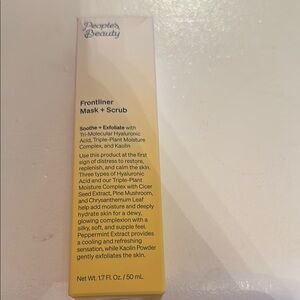 People's
Beauty
Frontliner
Mask + Scrub
Soothe + Exfoliate with
Tri-Molecular Hyaluronic
Acid, Triple-Plant Moisture
Complex, and Kaolin
Use this product at the first
sign of distress to restore,
replenish, and calm the skin.
Three types of Hyaluronic
Acid and our Triple-Plant
Moisture Complex with Cicer
Seed Extract, Pine Mushroom,
and Chrysanthemum Leaf
help add moisture and deeply
hydrate skin for a dewy,
glowing complexion with a
silky, soft, and supple feel.
Peppermint Extract provides
a cooling and refreshing
sensation, while Kaolin Powder
gently exfoliates the skin.
Net Wt. 1.7 Fl. Oz. / 50 mL